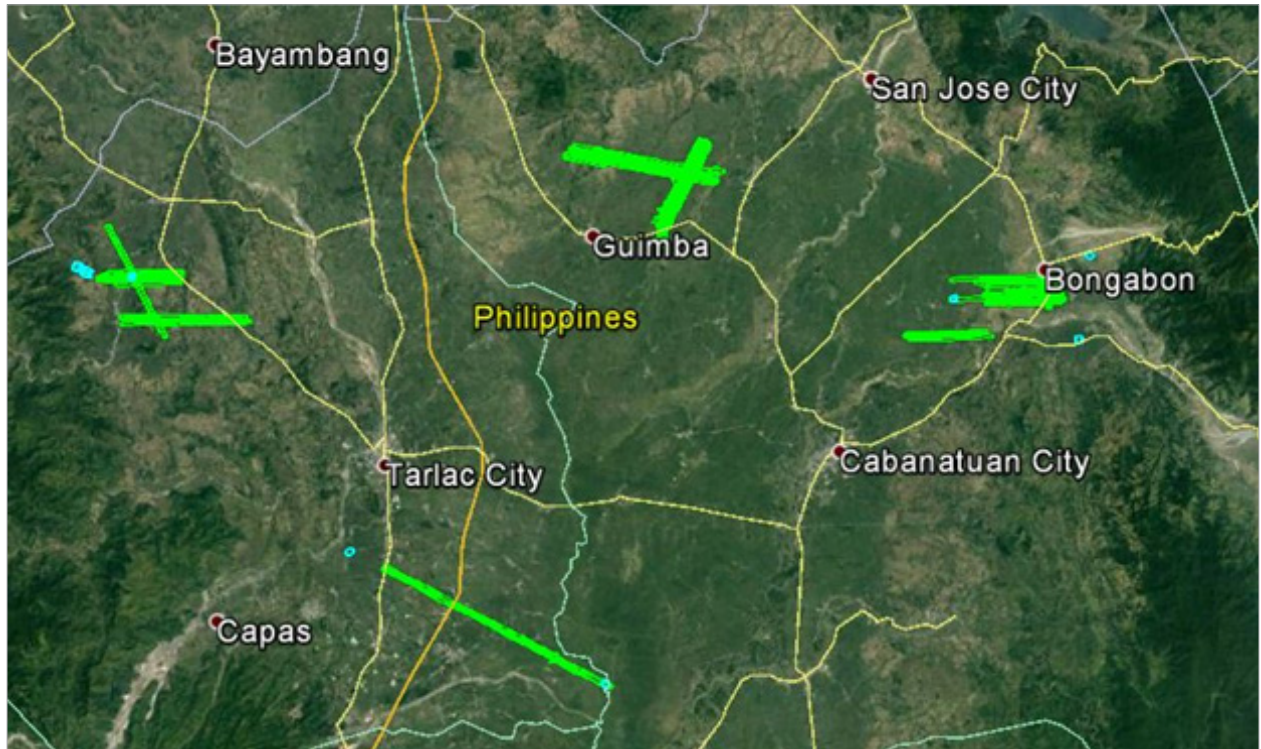 Bayambang
San Jose City
Guimba
Bongabon
Philippines
Tarlac City
Cabanatuan City
Capas